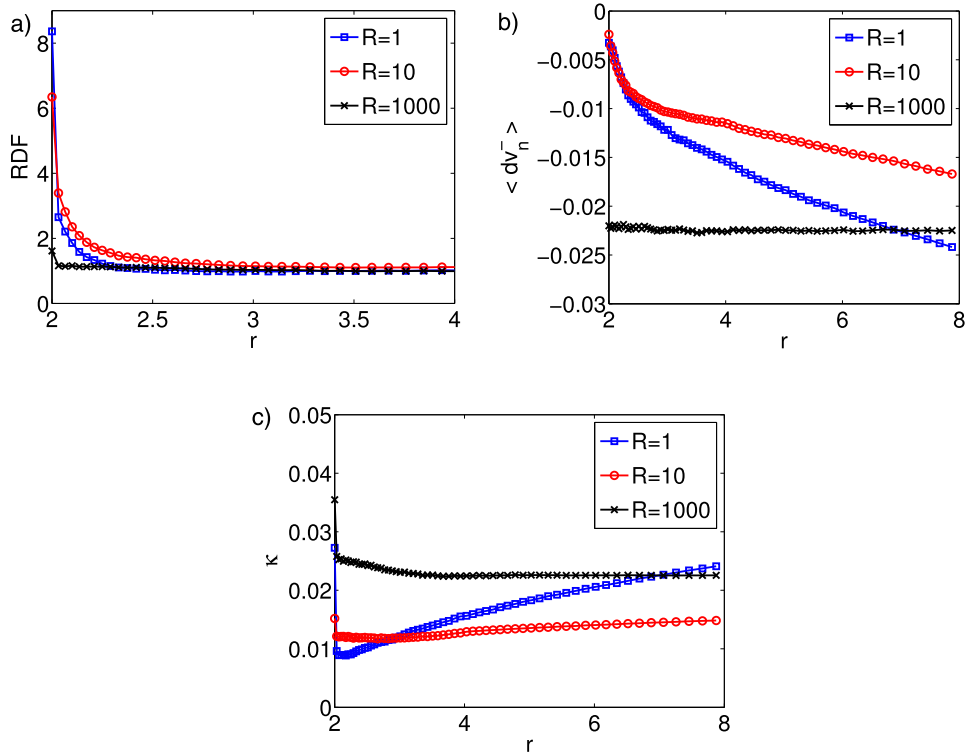 a)
RDF
8
6
4
2
0
2
2.5
3
3.5
4
r
R=1
R=10
R=1000
b)
< dv_n^- >
0
−0.005
−0.01
−0.015
−0.02
−0.025
−0.03
2
4
6
8
r
R=1
R=10
R=1000
c)
κ
0.05
0.04
0.03
0.02
0.01
0
2
4
6
8
r
R=1
R=10
R=1000